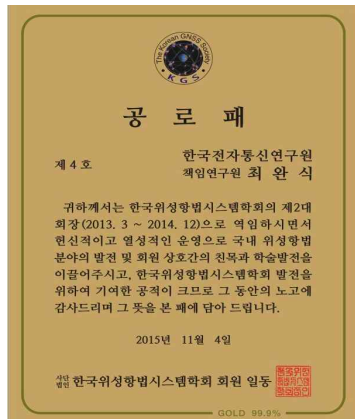 The Korean GNSS Society
KGS
공 로 패
제 4 호
한국전자통신연구원
책임연구원 최 완 식
귀하께서는 한국위성항법시스템학회의 제2대
회장(2013. 3 ~ 2014. 12)으로 역임하시면서
헌신적이고 열성적인 운영으로 국내 위성항법
분야의 발전 및 회원 상호간의 친목과 학술발전을
이끌어주시고, 한국위성항법시스템학회 발전을
위하여 기여한 공적이 크므로 그 동안의 노고에
감사드리며 그 뜻을 본 패에 담아 드립니다.
2015년 11월 4일
사단법인 한국위성항법시스템학회 회원 일동
GOLD 99.9%